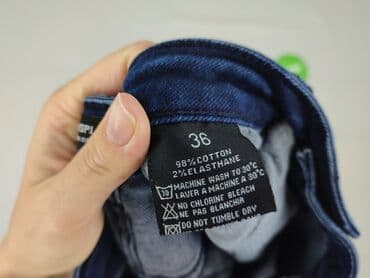 SPL
36
98% COTTON
2% ELASTHANE
MACHINE WASH TO 30°C
LAVER A MACHINE A 30°C
NO CHLORINE BLEACH
NE PAS BLANCHIR
DO NOT TUMBLE DRY